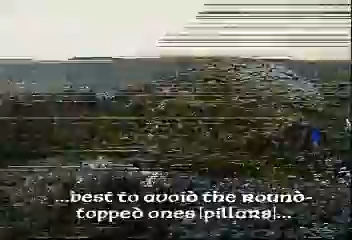 ...best to avoid the round-
topped ones [pillars]...